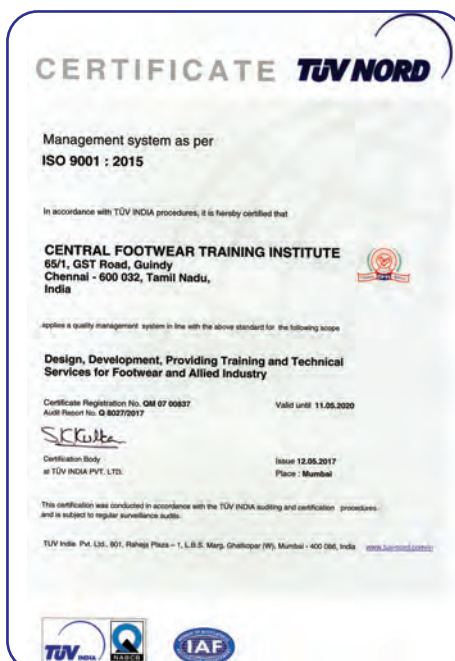 CERTIFICATE TÜV NORD
Management system as per
ISO 9001 : 2015
In accordance with TÜV INDIA procedures, it is hereby certified that
CENTRAL FOOTWEAR TRAINING INSTITUTE
65/1, GST Road, Guindy
Chennai - 600 032, Tamil Nadu,
India
applies a quality management system in line with the above standard for the following scope
Design, Development, Providing Training and Technical
Services for Footwear and Allied Industry
Certificate Registration No. QM 07 00837 Valid until 11.05.2020
Audit Report No. Q 8027/2017
Certification Body Issue 12.05.2017
at TÜV INDIA PVT. LTD. Place : Mumbai
This certification was conducted in accordance with the TÜV INDIA auditing and certification procedures
and is subject to regular surveillance audits.
TÜV India Pvt. Ltd., 801, Raheja Plaza – 1, L.B.S. Marg, Ghatkopar (W), Mumbai - 400 086, India www.tuv-nord.com/in
TÜV INDIA NABCB IAF